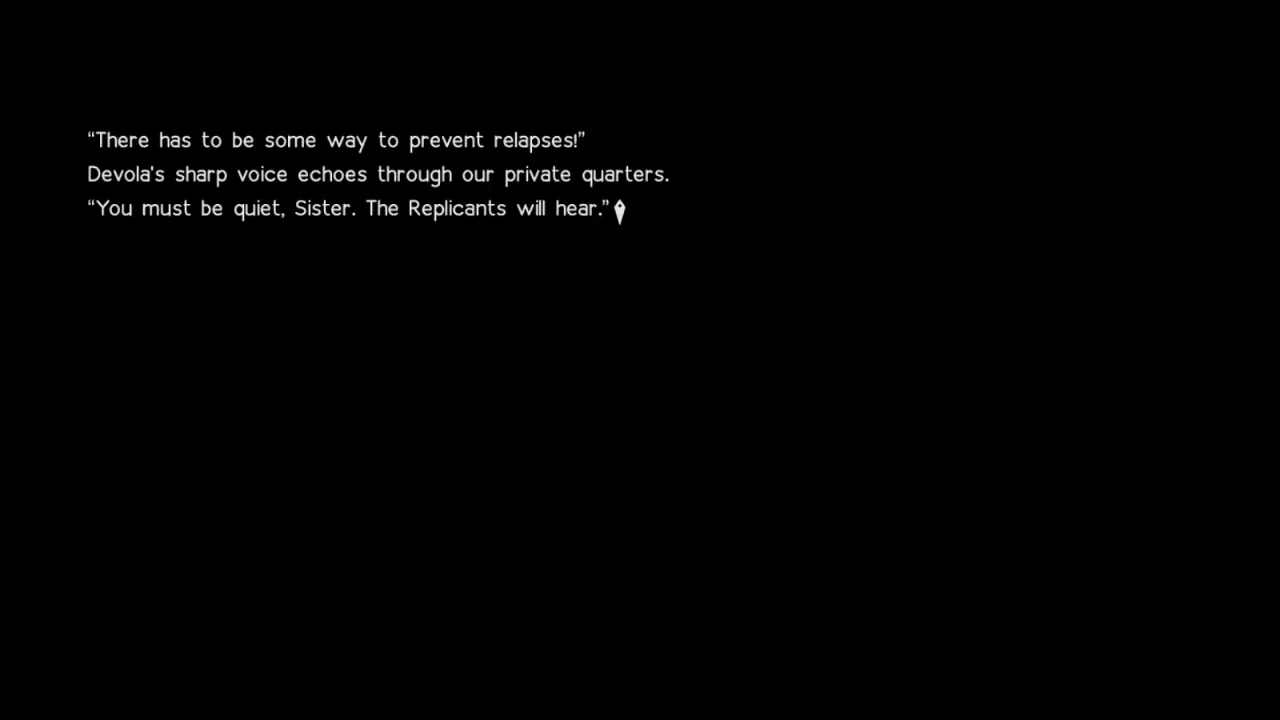 “There has to be some way to prevent relapses!”
Devola's sharp voice echoes through our private quarters.
“You must be quiet, Sister. The Replicants will hear.”